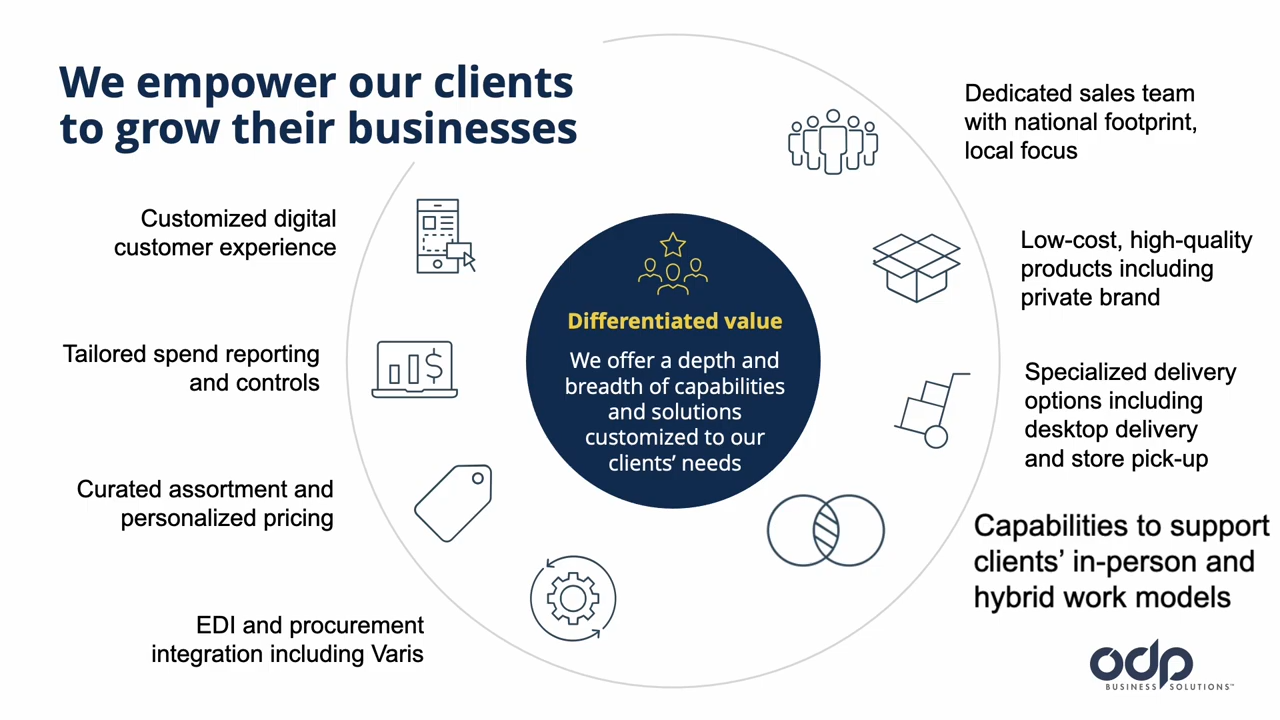 We empower our clients
to grow their businesses
Customized digital
customer experience
Tailored spend reporting
and controls
$
Curated assortment and
personalized pricing
EDI and procurement
integration including Varis
Differentiated value
We offer a depth and
breadth of capabilities
and solutions
customized to our
clients’ needs
Dedicated sales team
with national footprint,
local focus
Low-cost, high-quality
products including
private brand
Specialized delivery
options including
desktop delivery
and store pick-up
Capabilities to support
clients’ in-person and
hybrid work models
odp
BUSINESS SOLUTIONS™